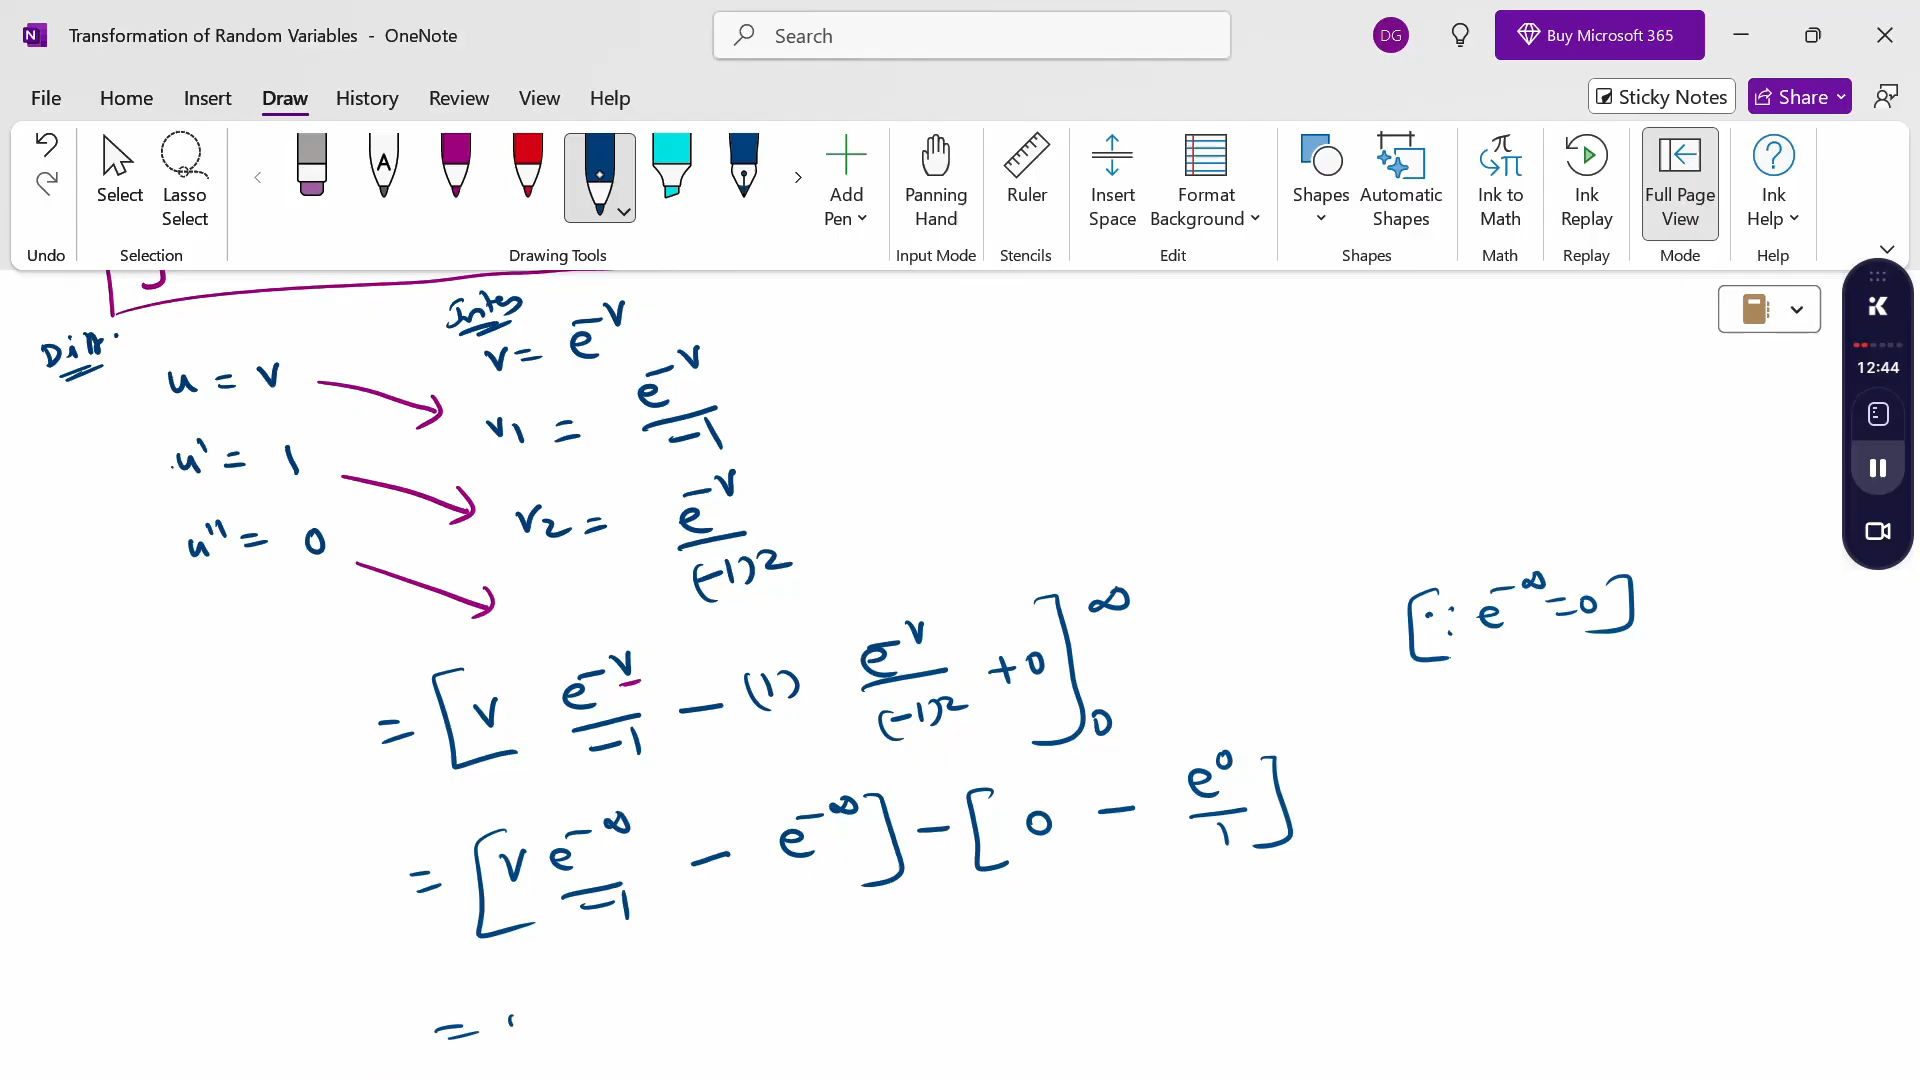 Transformation of Random Variables - OneNote
Search
DG
Buy Microsoft 365
File Home Insert Draw History Review View Help
Sticky Notes
Share
Undo
Select
Lasso Select
Selection
A
Drawing Tools
Add Pen
Panning Hand
Input Mode
Ruler
Stencils
Insert Space
Format Background
Edit
Shapes
Automatic Shapes
Shapes
Ink to Math
Math
Ink Replay
Replay
Full Page View
Mode
Ink Help
Help
12:44
Diff.
Integ
v = e^-v
u = v
v1 = e^-v/-1
u' = 1
v2 = e^-v/(-1)^2
u'' = 0
[∵ e^-∞ = 0]
= [v e^-v/-1 - (1) e^-v/(-1)^2 + 0]_0^∞
= [v e^-∞/-1 - e^-∞] - [0 - e^0/1]
=